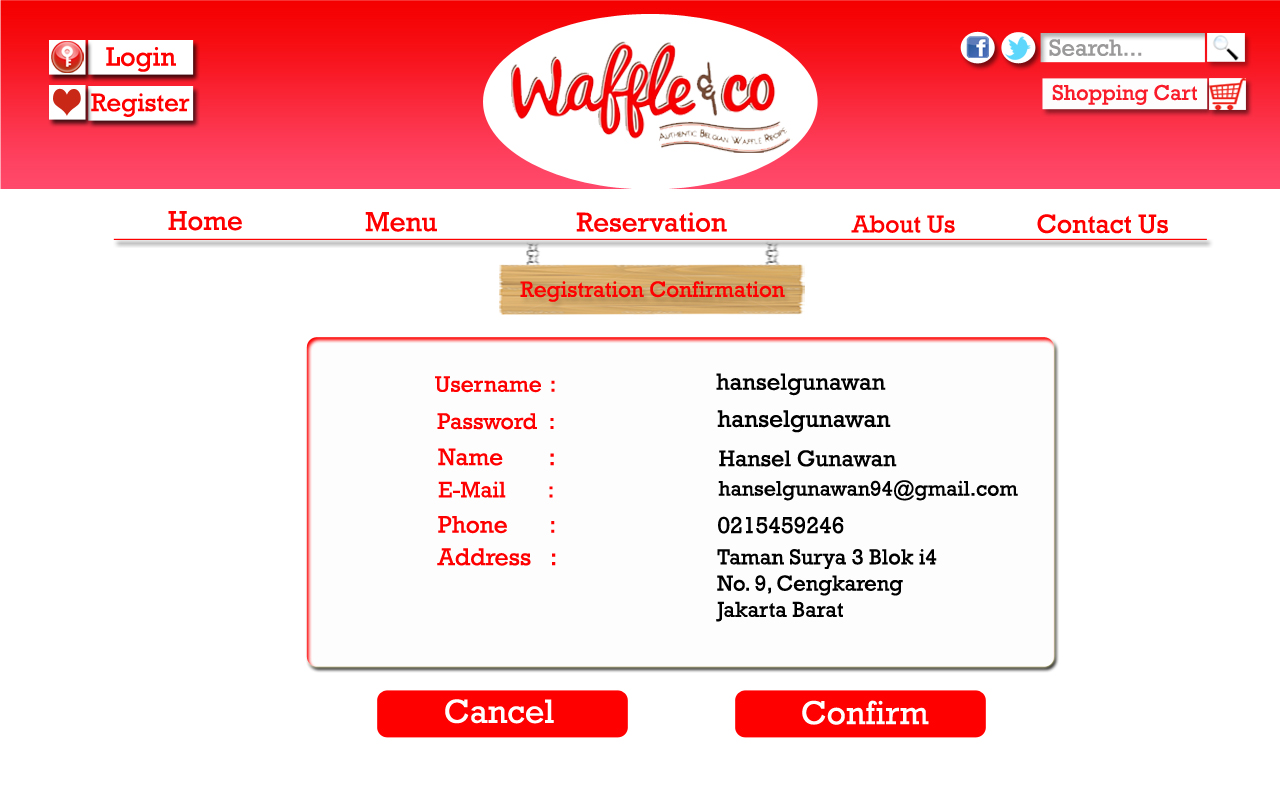 Login
Register
Waffle & co
Authentic Belgian Waffle Recipe
Search...
Shopping Cart
Home
Menu
Reservation
About Us
Contact Us
Registration Confirmation
Username : hanselgunawan
Password : hanselgunawan
Name : Hansel Gunawan
E-Mail : hanselgunawan94@gmail.com
Phone : 0215459246
Address : Taman Surya 3 Blok i4
No. 9, Cengkareng
Jakarta Barat
Cancel
Confirm